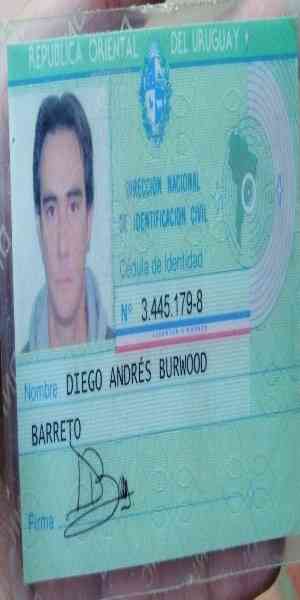 REPUBLICA ORIENTAL DEL URUGUAY
DIRECCION NACIONAL
DE IDENTIFICACION CIVIL
Cédula de Identidad
Nº 3.445.179-8
Nombre DIEGO ANDRÉS BURWOOD
BARRETO
Firma